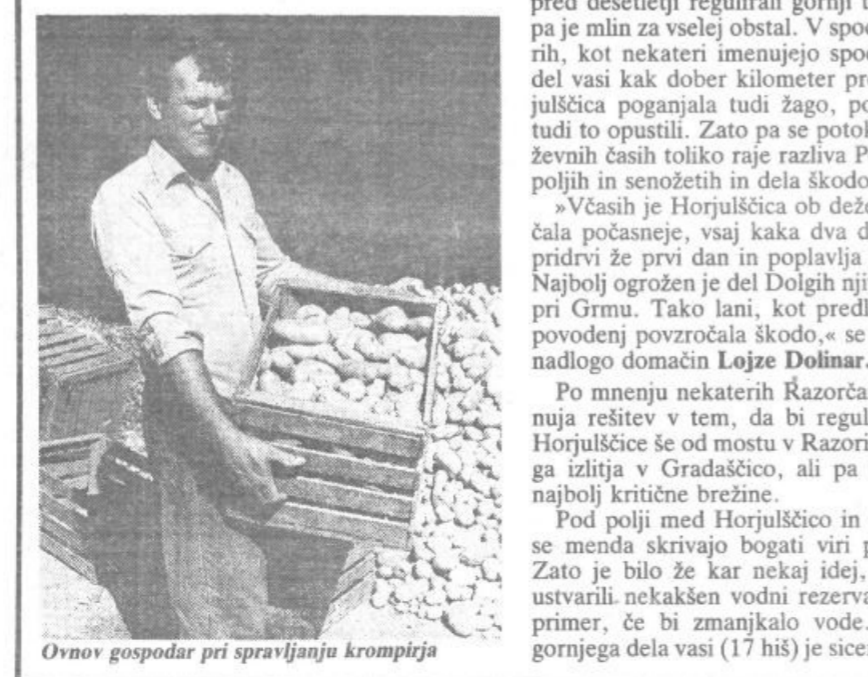 Ovnov gospodar pri spravljanju krompirja
pred desetletji regulirali gornji
pa je mlin za vselej obstal. V spod
rih, kot nekateri imenujejo spod
del vasi kak dober kilometer pr
julščica poganjala tudi žago, po
tudi to opustili. Zato pa se potol
ževnih časih toliko raje razliva P
poljih in senožetih in dela škodo
»Včasih je Horjulščica ob dež
čala počasneje, vsaj kaka dva d
pridrvi že prvi dan in poplavlja
Najbolj ogrožen je del Dolgih nji
pri Grmu. Tako lani, kot pred
povodenj povzročala škodo,« se
nadlogo domačin Lojze Dolinar.
Po mnenju nekaterih Razorča
nuja rešitev v tem, da bi regul
Horjulščice še od mostu v Razori
ga izlitja v Gradaščico, ali pa
najbolj kritične brežine.
Pod polji med Horjulščico in
se menda skrivajo bogati viri p
Zato je bilo že kar nekaj idej,
ustvarili nekakšen vodni rezerva
primer, če bi zmanjkalo vode.
gornjega dela vasi (17 hiš) je sice